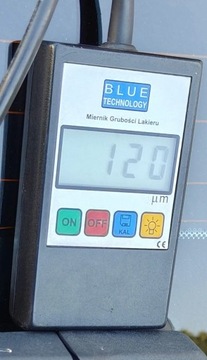 BLUE
TECHNOLOGY
Miernik Grubości Lakieru
120
µm
ON OFF KAL
CE